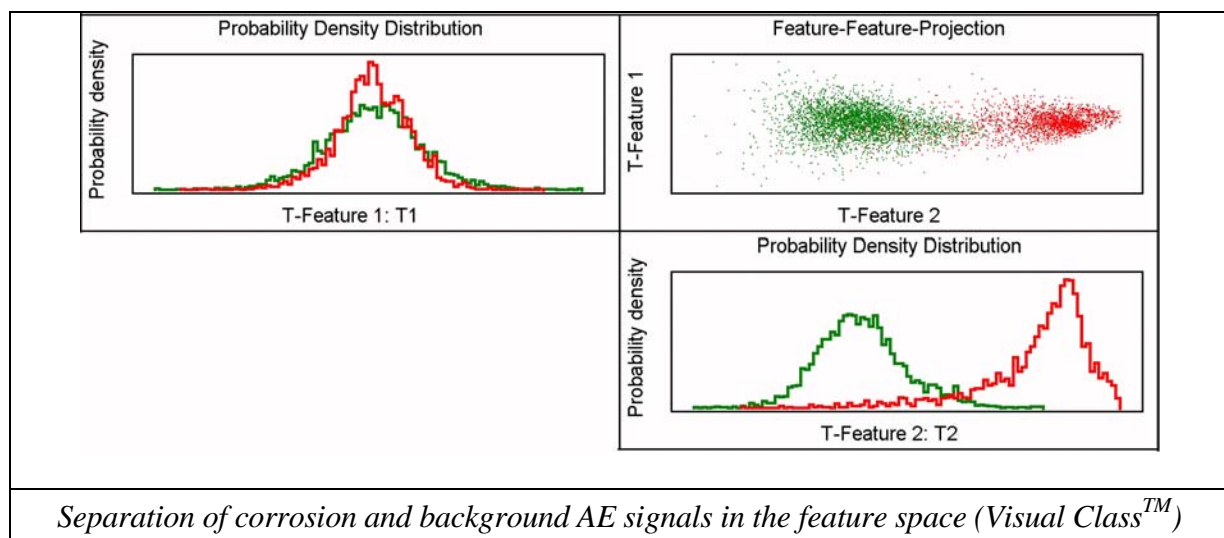 Probability Density Distribution
Probability density
T-Feature 1: T1
Feature-Feature-Projection
T-Feature 1
T-Feature 2
Probability Density Distribution
Probability density
T-Feature 2: T2
Separation of corrosion and background AE signals in the feature space (Visual Class™)